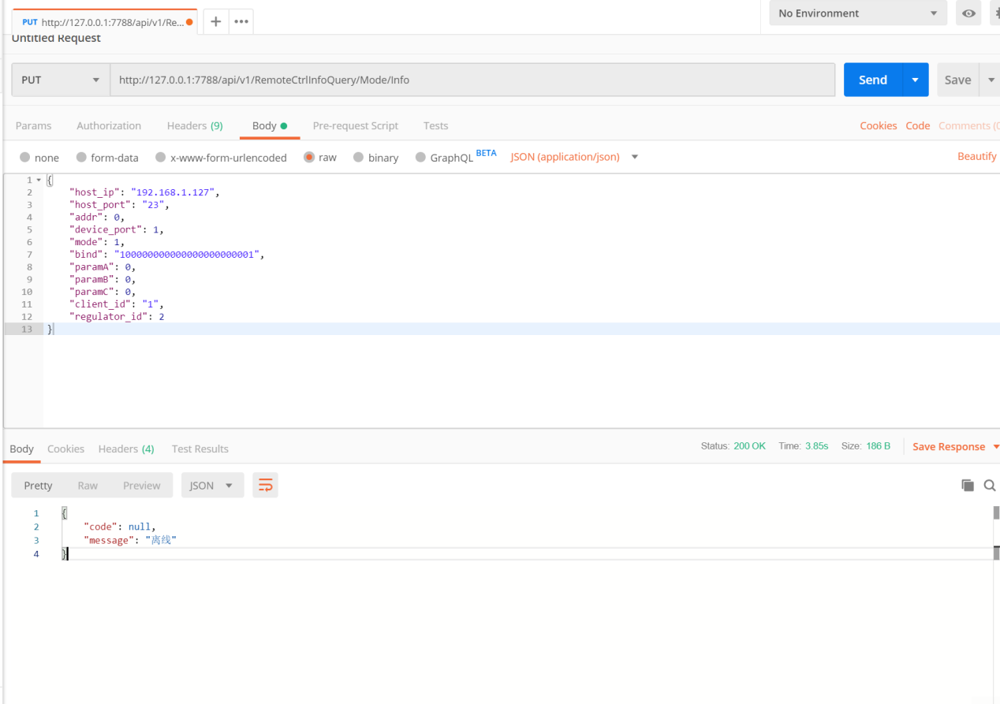 PUT http://127.0.0.1:7788/api/v1/Re...
No Environment
Untitled Request
PUT http://127.0.0.1:7788/api/v1/RemoteCtrlInfoQuery/Mode/Info Send Save
Params Authorization Headers (9) Body Pre-request Script Tests Cookies Code Comments (0
none form-data x-www-form-urlencoded raw binary GraphQL BETA JSON (application/json) Beautify
1 {
2 "host_ip": "192.168.1.127",
3 "host_port": "23",
4 "addr": 0,
5 "device_port": 1,
6 "mode": 1,
7 "bind": "100000000000000000000001",
8 "paramA": 0,
9 "paramB": 0,
10 "paramC": 0,
11 "client_id": "1",
12 "regulator_id": 2
13 }
Body Cookies Headers (4) Test Results Status: 200 OK Time: 3.85s Size: 186 B Save Response
Pretty Raw Preview JSON
1 {
2 "code": null,
3 "message": "离线"
4 }